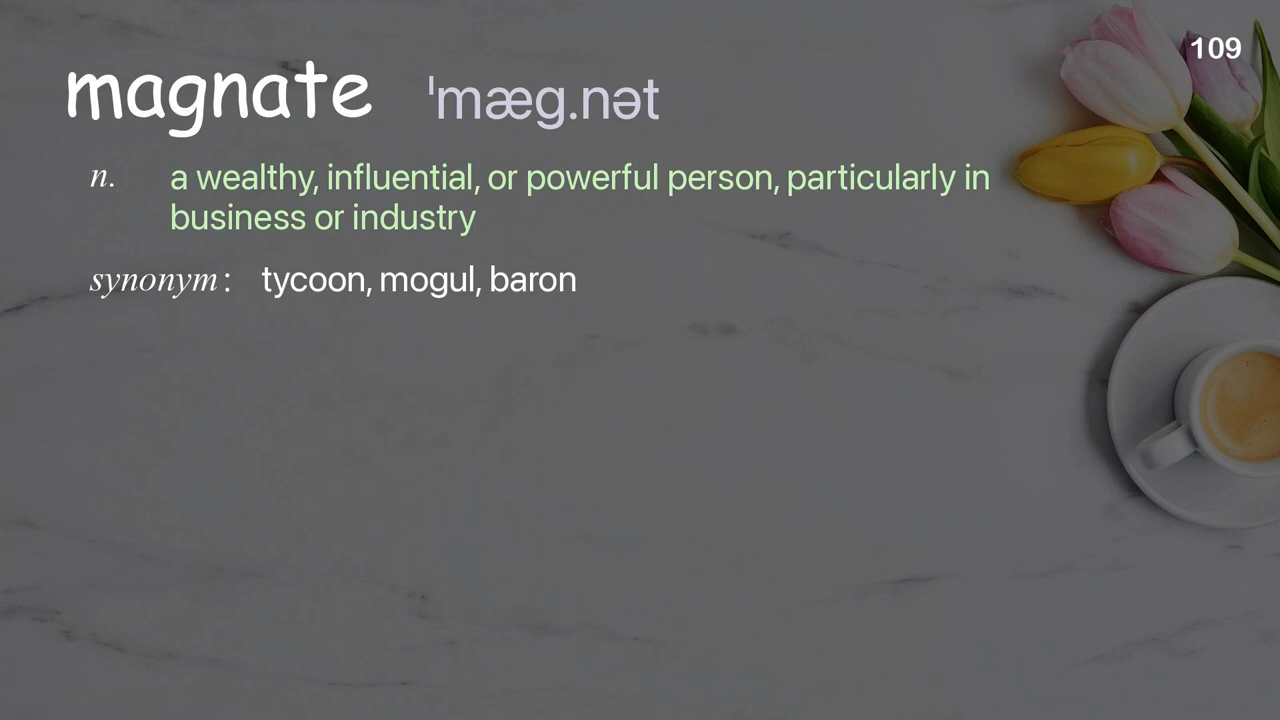 109
magnate ˈmæg.nət
n. a wealthy, influential, or powerful person, particularly in
business or industry
synonym : tycoon, mogul, baron